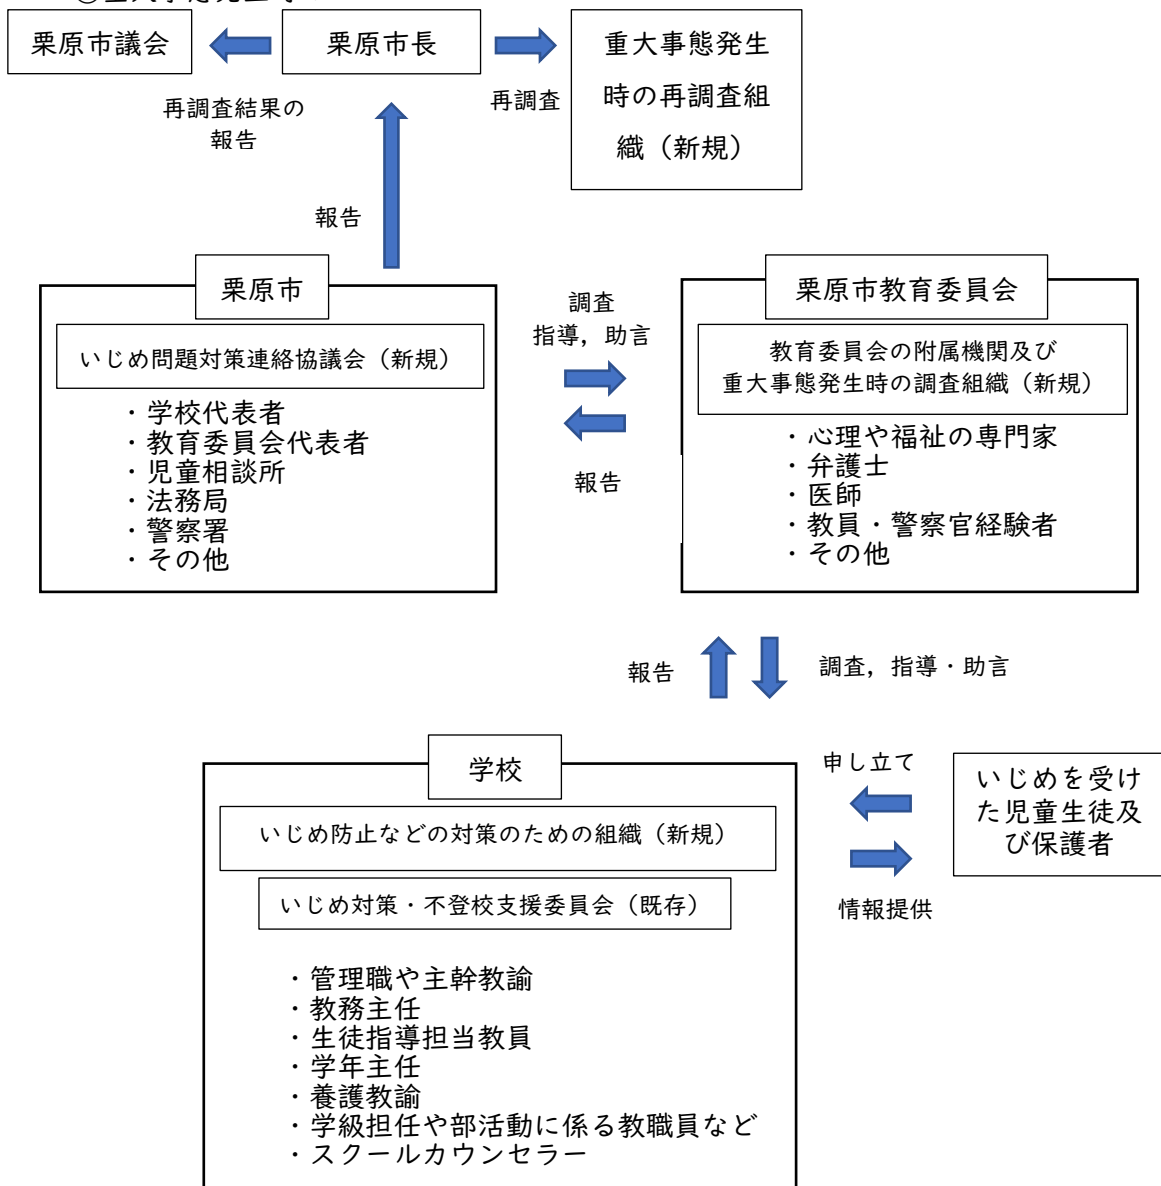 栗原市議会
栗原市長
重大事態発生
時の再調査組
織（新規）
再調査結果の
報告
再調査
報告
栗原市
いじめ問題対策連絡協議会（新規）
・学校代表者
・教育委員会代表者
・児童相談所
・法務局
・警察署
・その他
調査
指導，助言
報告
栗原市教育委員会
教育委員会の附属機関及び
重大事態発生時の調査組織（新規）
・心理や福祉の専門家
・弁護士
・医師
・教員・警察官経験者
・その他
報告
調査，指導・助言
学校
いじめ防止などの対策のための組織（新規）
いじめ対策・不登校支援委員会（既存）
・管理職や主幹教諭
・教務主任
・生徒指導担当教員
・学年主任
・養護教諭
・学級担任や部活動に係る教職員など
・スクールカウンセラー
申し立て
情報提供
いじめを受け
た児童生徒及
び保護者